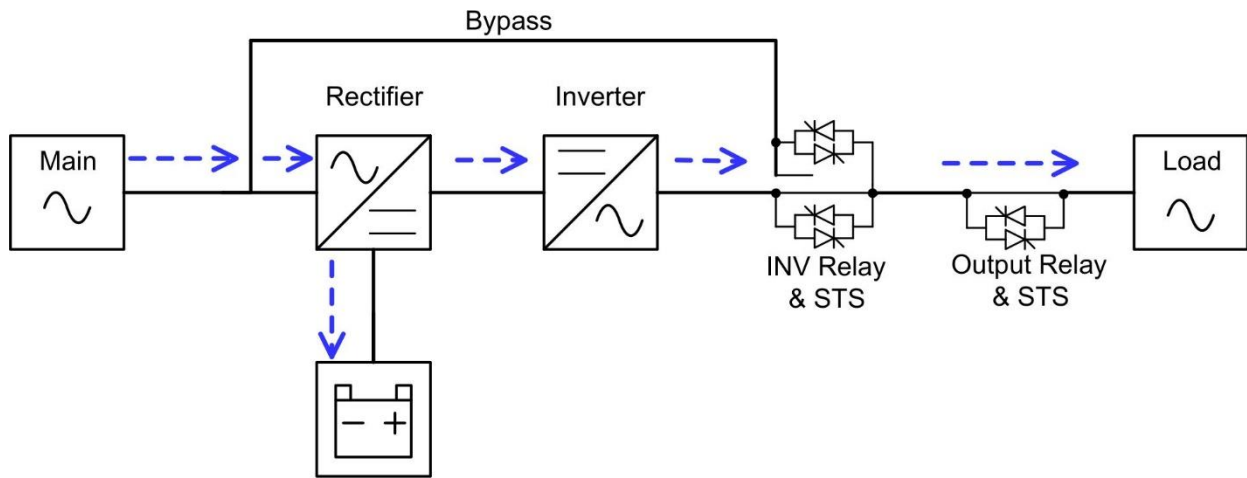 Bypass
Rectifier
Inverter
Main
Load
INV Relay
& STS
Output Relay
& STS